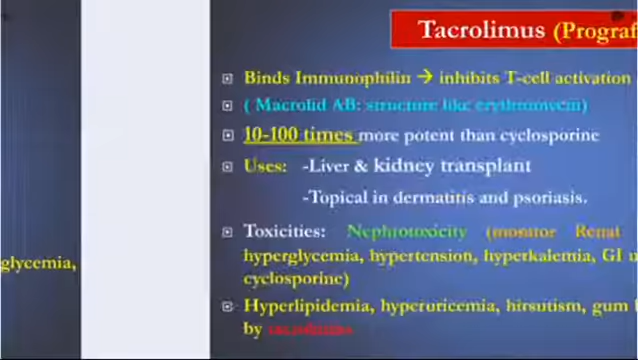 Tacrolimus (Prograf
Binds Immunophilin → inhibits T-cell activation
( Macrolid AB: structure like erythromycin)
10-100 times more potent than cyclosporine
Uses: -Liver & kidney transplant
-Topical in dermatitis and psoriasis.
Toxicities: Nephrotoxicity (monitor Renal
glycemia,
hyperglycemia, hypertension, hyperkalemia, GI
cyclosporine)
Hyperlipidemia, hyperuricemia, hirsutism, gum
by tacrolimus